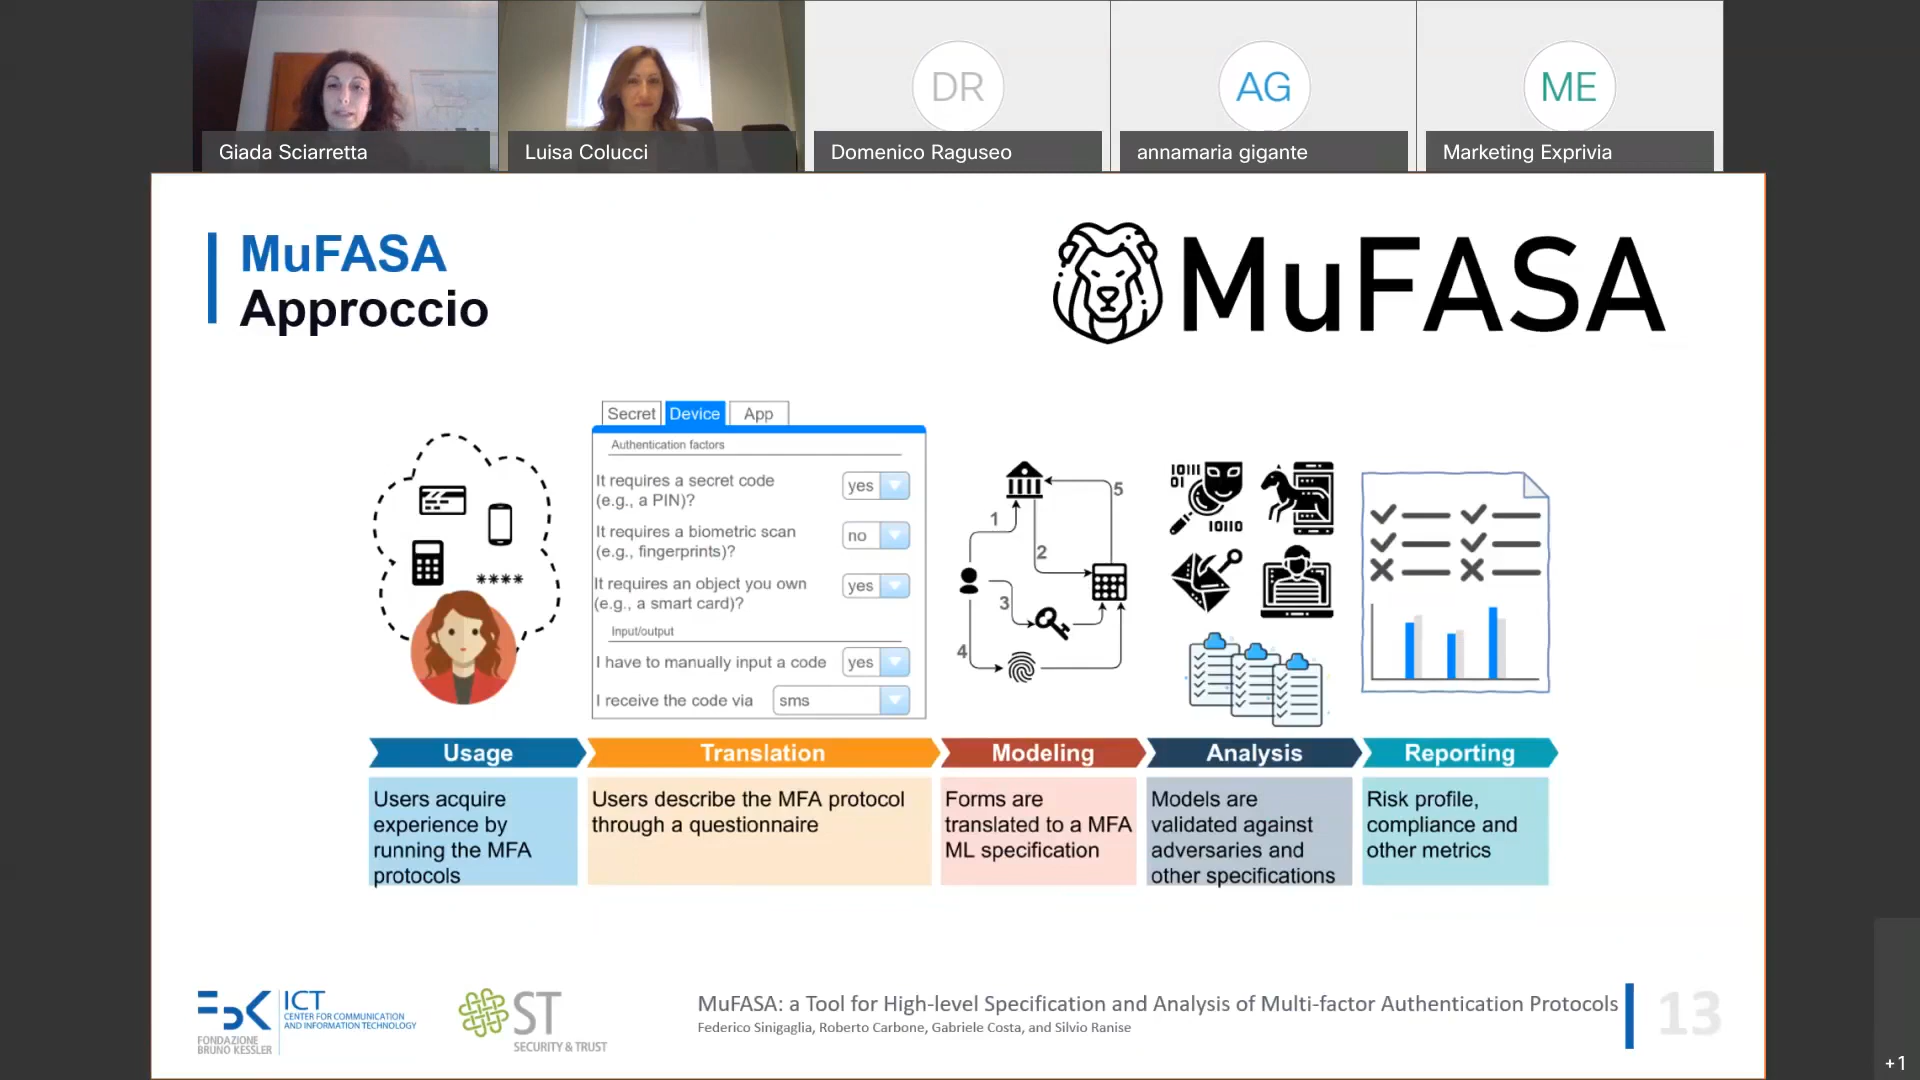 DR
AG
ME
Giada Sciarretta
Luisa Colucci
Domenico Raguseo
annamaria gigante
Marketing Exprivia
MuFASA
Approccio
MuFASA
Secret
Device
App
Authentication factors
It requires a secret code
(e.g., a PIN)?
yes
It requires a biometric scan
(e.g., fingerprints)?
no
It requires an object you own
(e.g., a smart card)?
yes
Input/output
I have to manually input a code
yes
I receive the code via
sms
****
1
2
3
4
5
10111
01
10110
Usage
Translation
Modeling
Analysis
Reporting
Users acquire
experience by
running the MFA
protocols
Users describe the MFA protocol
through a questionnaire
Forms are
translated to a MFA
ML specification
Models are
validated against
adversaries and
other specifications
Risk profile,
compliance and
other metrics
FBK
FONDAZIONE
BRUNO KESSLER
ICT
CENTER FOR COMMUNICATION
AND INFORMATION TECHNOLOGY
ST
SECURITY & TRUST
MuFASA: a Tool for High-level Specification and Analysis of Multi-factor Authentication Protocols
Federico Sinigaglia, Roberto Carbone, Gabriele Costa, and Silvio Ranise
13
+1